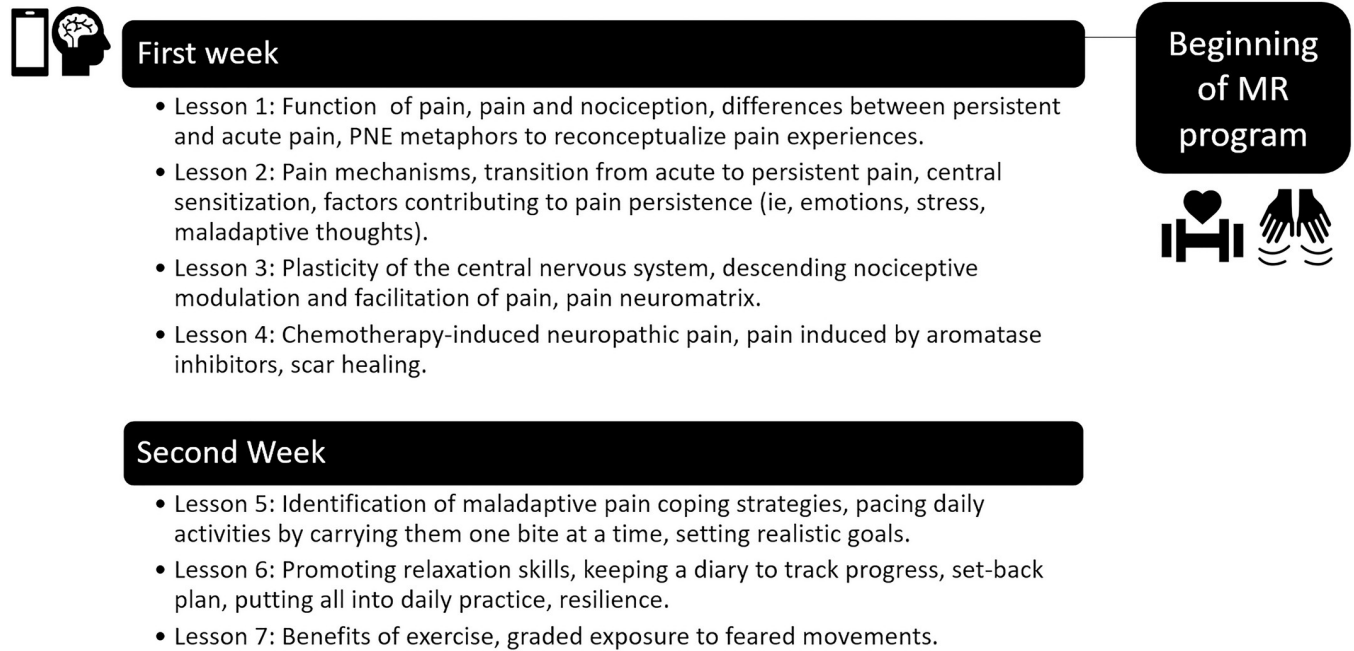 First week
• Lesson 1: Function of pain, pain and nociception, differences between persistent
and acute pain, PNE metaphors to reconceptualize pain experiences.
• Lesson 2: Pain mechanisms, transition from acute to persistent pain, central
sensitization, factors contributing to pain persistence (ie, emotions, stress,
maladaptive thoughts).
• Lesson 3: Plasticity of the central nervous system, descending nociceptive
modulation and facilitation of pain, pain neuromatrix.
• Lesson 4: Chemotherapy-induced neuropathic pain, pain induced by aromatase
inhibitors, scar healing.
Second Week
• Lesson 5: Identification of maladaptive pain coping strategies, pacing daily
activities by carrying them one bite at a time, setting realistic goals.
• Lesson 6: Promoting relaxation skills, keeping a diary to track progress, set-back
plan, putting all into daily practice, resilience.
• Lesson 7: Benefits of exercise, graded exposure to feared movements.
Beginning
of MR
program